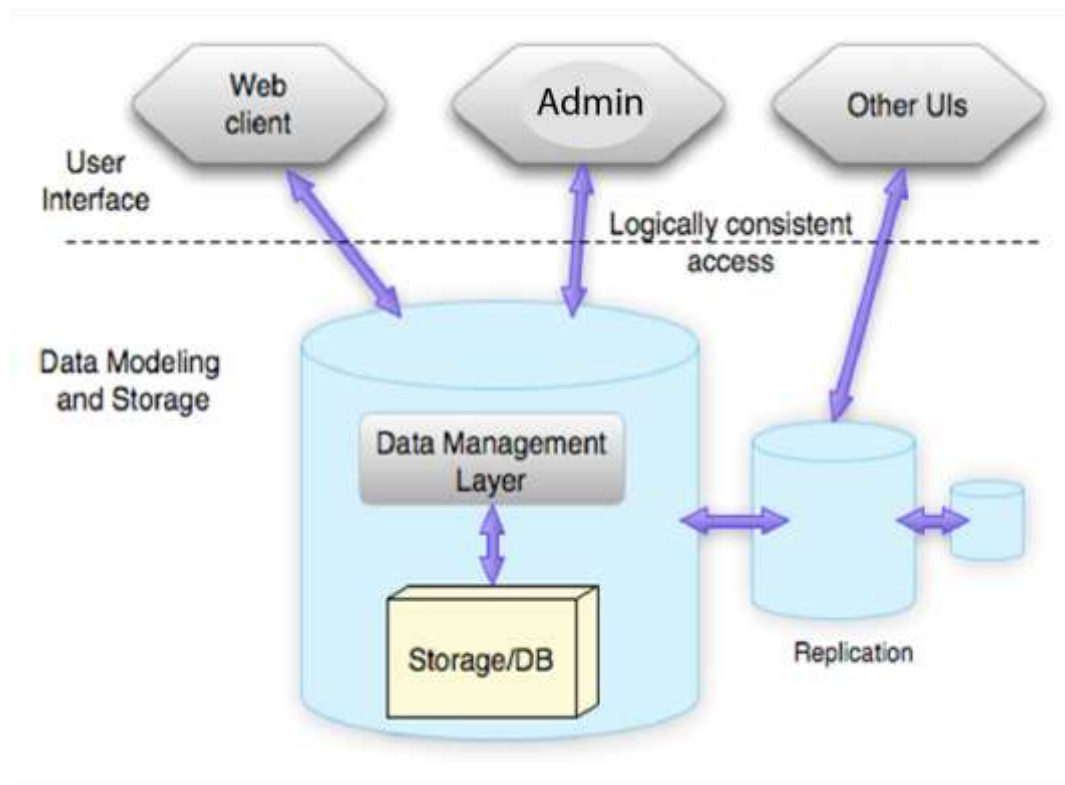 Web
client
Admin
Other UIs
User
Interface
Logically consistent
access
Data Modeling
and Storage
Data Management
Layer
Storage/DB
Replication